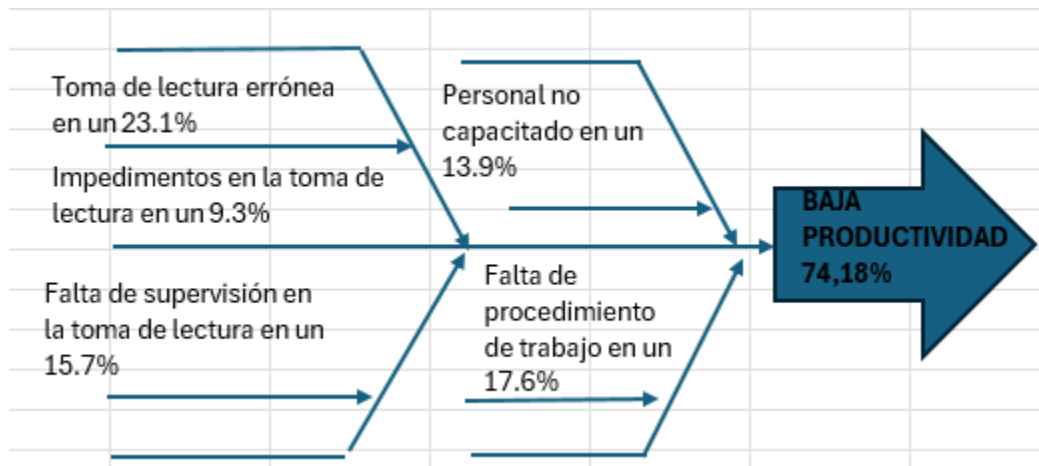 Toma de lectura errónea
en un 23.1%
Impedimentos en la toma de
lectura en un 9.3%
Personal no
capacitado en un
13.9%
BAJA
PRODUCTIVIDAD
74,18%
Falta de supervisión en
la toma de lectura en un
15.7%
Falta de
procedimiento
de trabajo en un
17.6%